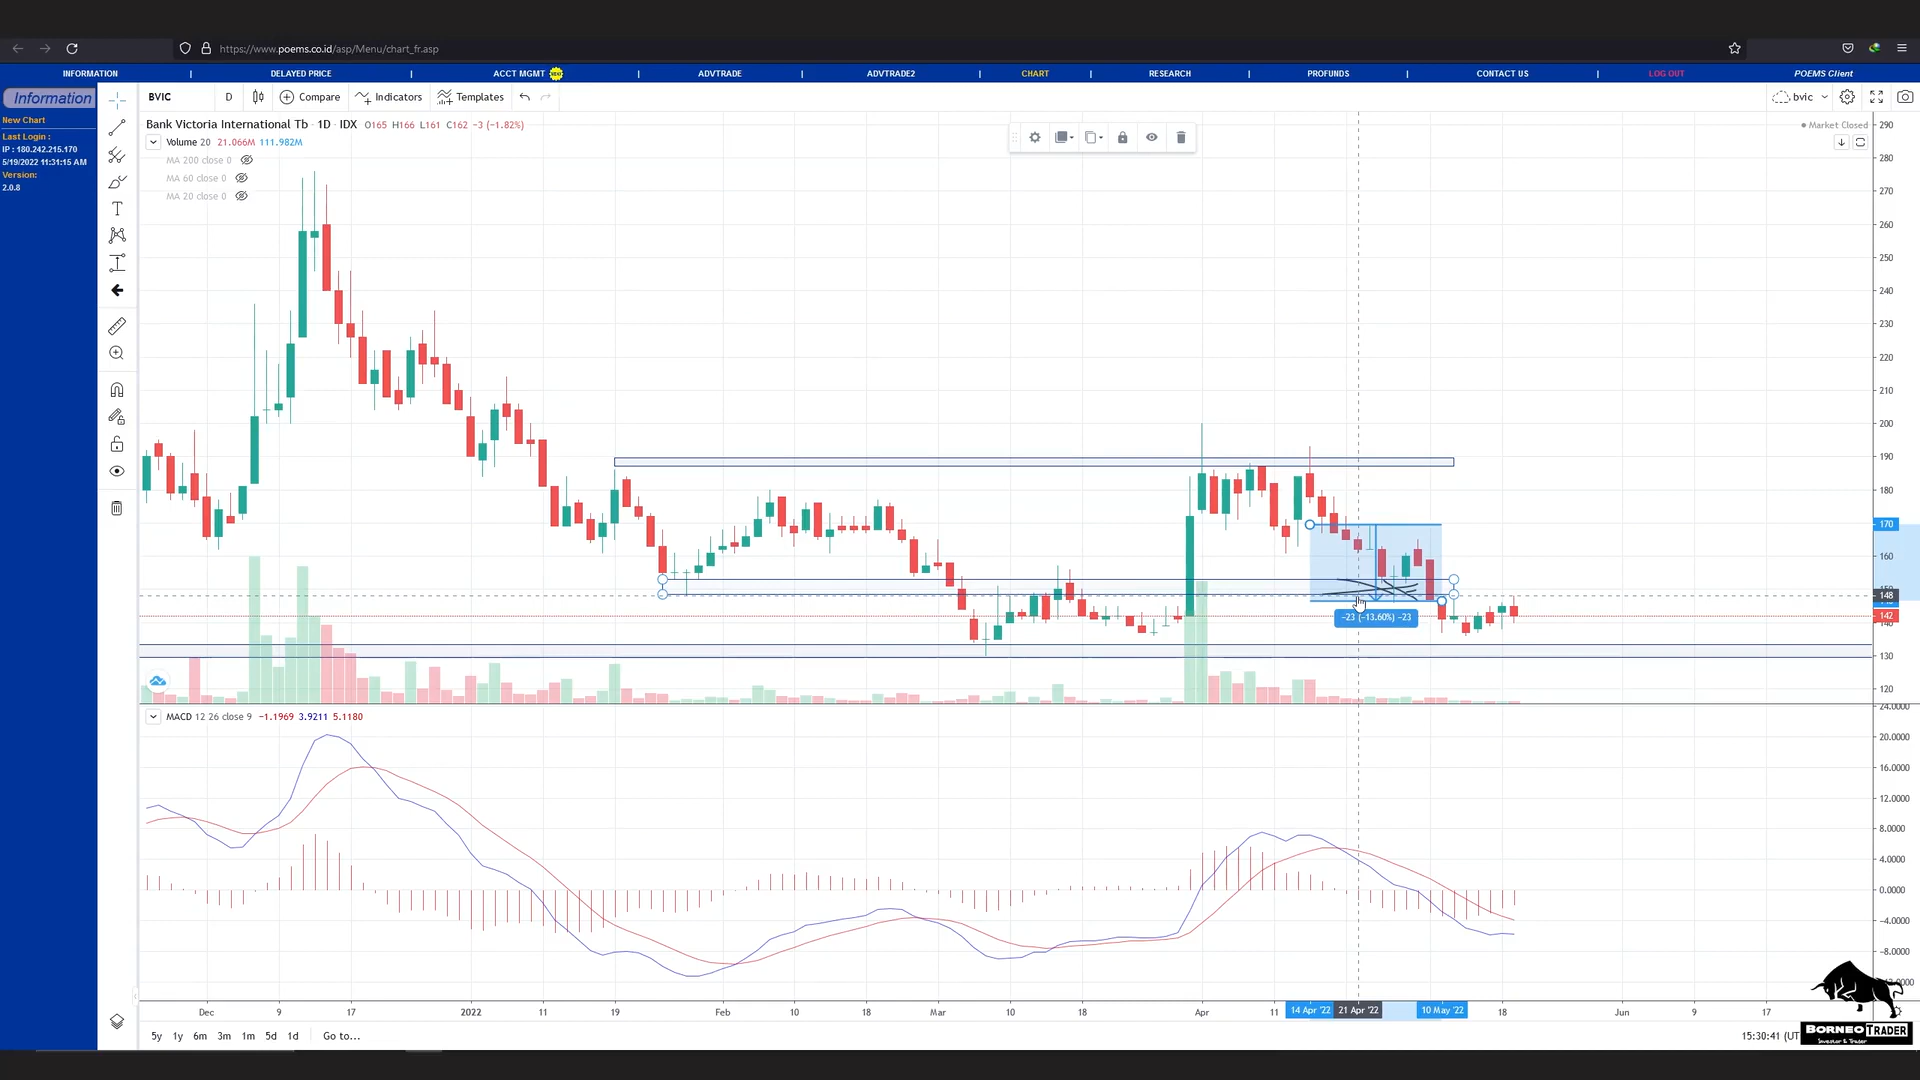 https://www.poems.co.id/asp/Menu/chart_fr.asp
INFORMATION | DELAYED PRICE | ACCT MGMT | ADVTRADE | ADVTRADE2 | CHART | RESEARCH | PROFUNDS | CONTACT US | LOG OUT POEMS Client
Information
New Chart
Last Login :
IP : 180.242.215.170
5/19/2022 11:31:15 AM
Version:
2.0.8
BVIC D Compare Indicators Templates bvic
Bank Victoria International Tb · 1D · IDX O165 H166 L161 C162 -3 (-1.82%)
Market Closed
Volume 20 21.066M 111.982M
MA 200 close 0
MA 60 close 0
MA 20 close 0
290
280
270
260
250
240
230
220
210
200
190
180
170
160
148
142
130
120
-23 (-13.60%) -23
MACD 12 26 close 9 -1.1969 3.9211 5.1180
24.0000
20.0000
16.0000
12.0000
8.0000
4.0000
0.0000
-4.0000
-8.0000
Dec 9 17 2022 11 19 Feb 10 18 Mar 10 18 Apr 11 14 Apr '22 21 Apr '22 10 May '22 18 Jun 9 17
5y 1y 6m 3m 1m 5d 1d Go to...
15:30:41 (UT
BORNEO TRADER
Investor & Trader